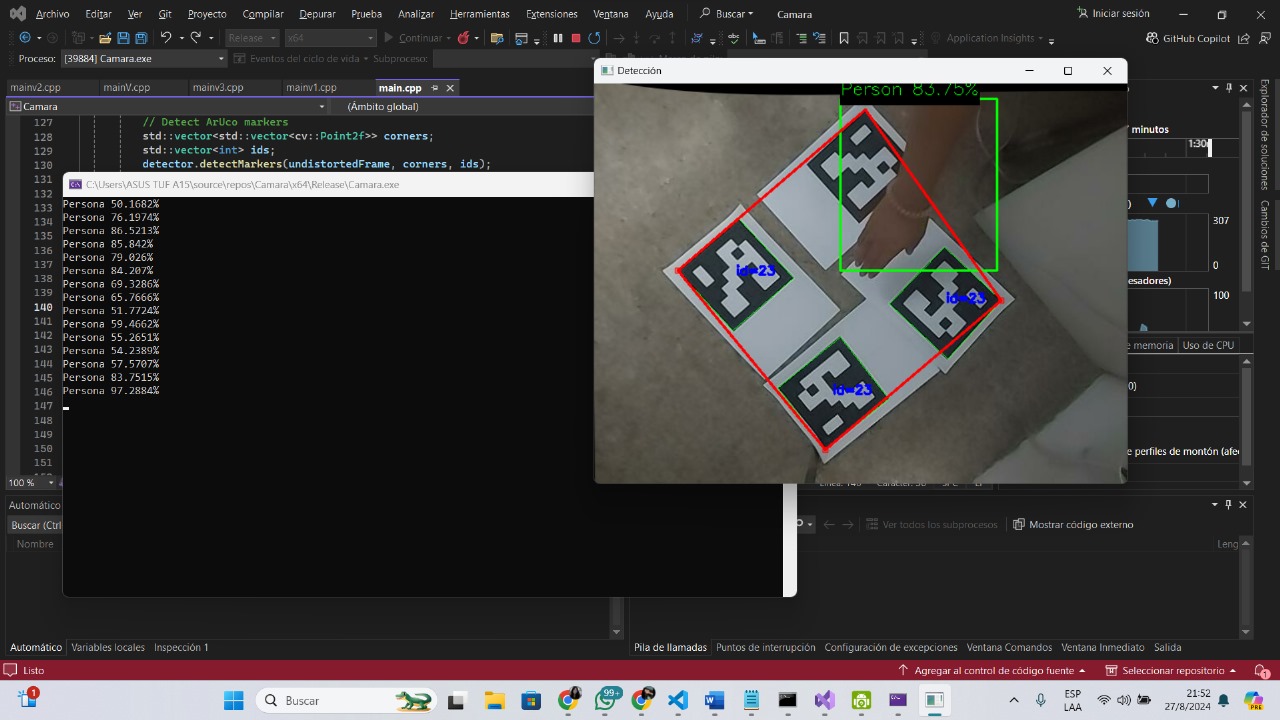 Archivo Editar Ver Git Proyecto Compilar Depurar Prueba Analizar Herramientas Extensiones Ventana Ayuda Buscar Camara Iniciar sesión
Release x64 Continuar Application Insights GitHub Copilot
Proceso: [39884] Camara.exe Eventos del ciclo de vida Subproceso:
mainv2.cpp mainV.cpp mainv3.cpp mainv1.cpp main.cpp
Camara (Ámbito global)
127 // Detect ArUco markers
128 std::vector<std::vector<cv::Point2f>> corners;
129 std::vector<int> ids;
130 detector.detectMarkers(undistortedFrame, corners, ids);
131
132
133
134
135
136
137
138
139
140
141
142
143
144
145
146
147
148
149
150
151
100 %
C:\Users\ASUS TUF A15\source\repos\Camara\x64\Release\Camara.exe
Persona 50.1682%
Persona 76.1974%
Persona 86.5213%
Persona 85.842%
Persona 79.026%
Persona 84.207%
Persona 69.3286%
Persona 65.7666%
Persona 51.7724%
Persona 59.4662%
Persona 55.2651%
Persona 54.2389%
Persona 57.5707%
Persona 83.7515%
Persona 97.2884%
Detección
Person 83.75%
id=23
id=23
id=23
minutos
1:30
307
0
esadores)
100
e memoria Uso de CPU
e perfiles de montón (afe
Explorador de soluciones
Cambios de GIT
Automático
Buscar (Ctrl
Nombre
Ver todos los subprocesos Mostrar código externo
Leng
Automático Variables locales Inspección 1
Pila de llamadas Puntos de interrupción Configuración de excepciones Ventana Comandos Ventana Inmediato Salida
Listo Agregar al control de código fuente Seleccionar repositorio 1
1 Buscar 99+ ESP LAA 21:52 27/8/2024 PRE